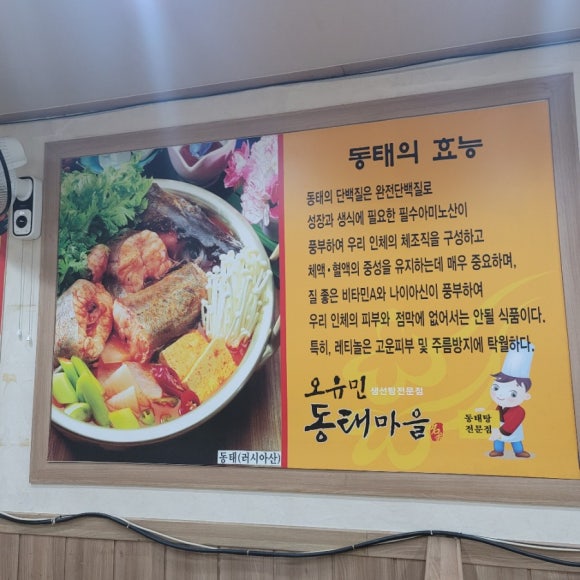 동태의 효능
동태의 단백질은 완전단백질로
성장과 생식에 필요한 필수아미노산이
풍부하여 우리 인체의 체조직을 구성하고
체액·혈액의 중성을 유지하는데 매우 중요하며,
질 좋은 비타민A와 나이아신이 풍부하여
우리 인체의 피부와 점막에 없어서는 안될 식품이다.
특히, 레티놀은 고운피부 및 주름방지에 탁월하다.
오유민 생선탕전문집
동태마을
동태탕
전문집
동태(러시아산)